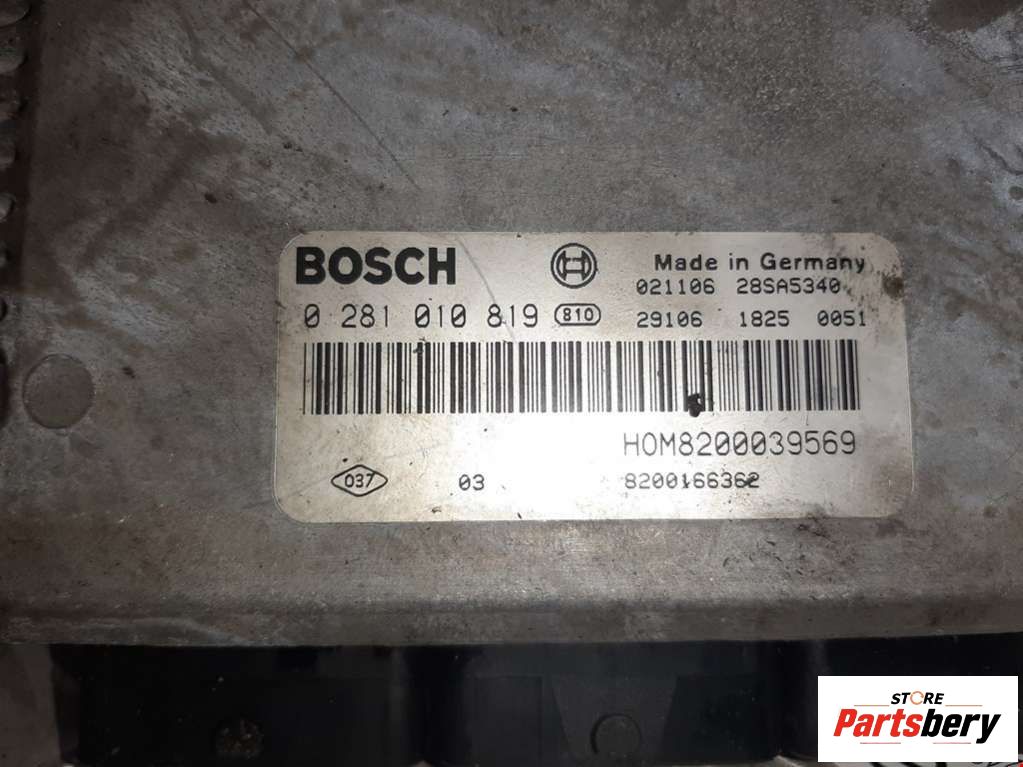 BOSCH
Made in Germany
021106 28SA5340
0 281 010 819 810
29106 1825 0051
HOM8200039569
037 03 8200166362
STORE
Partsbery